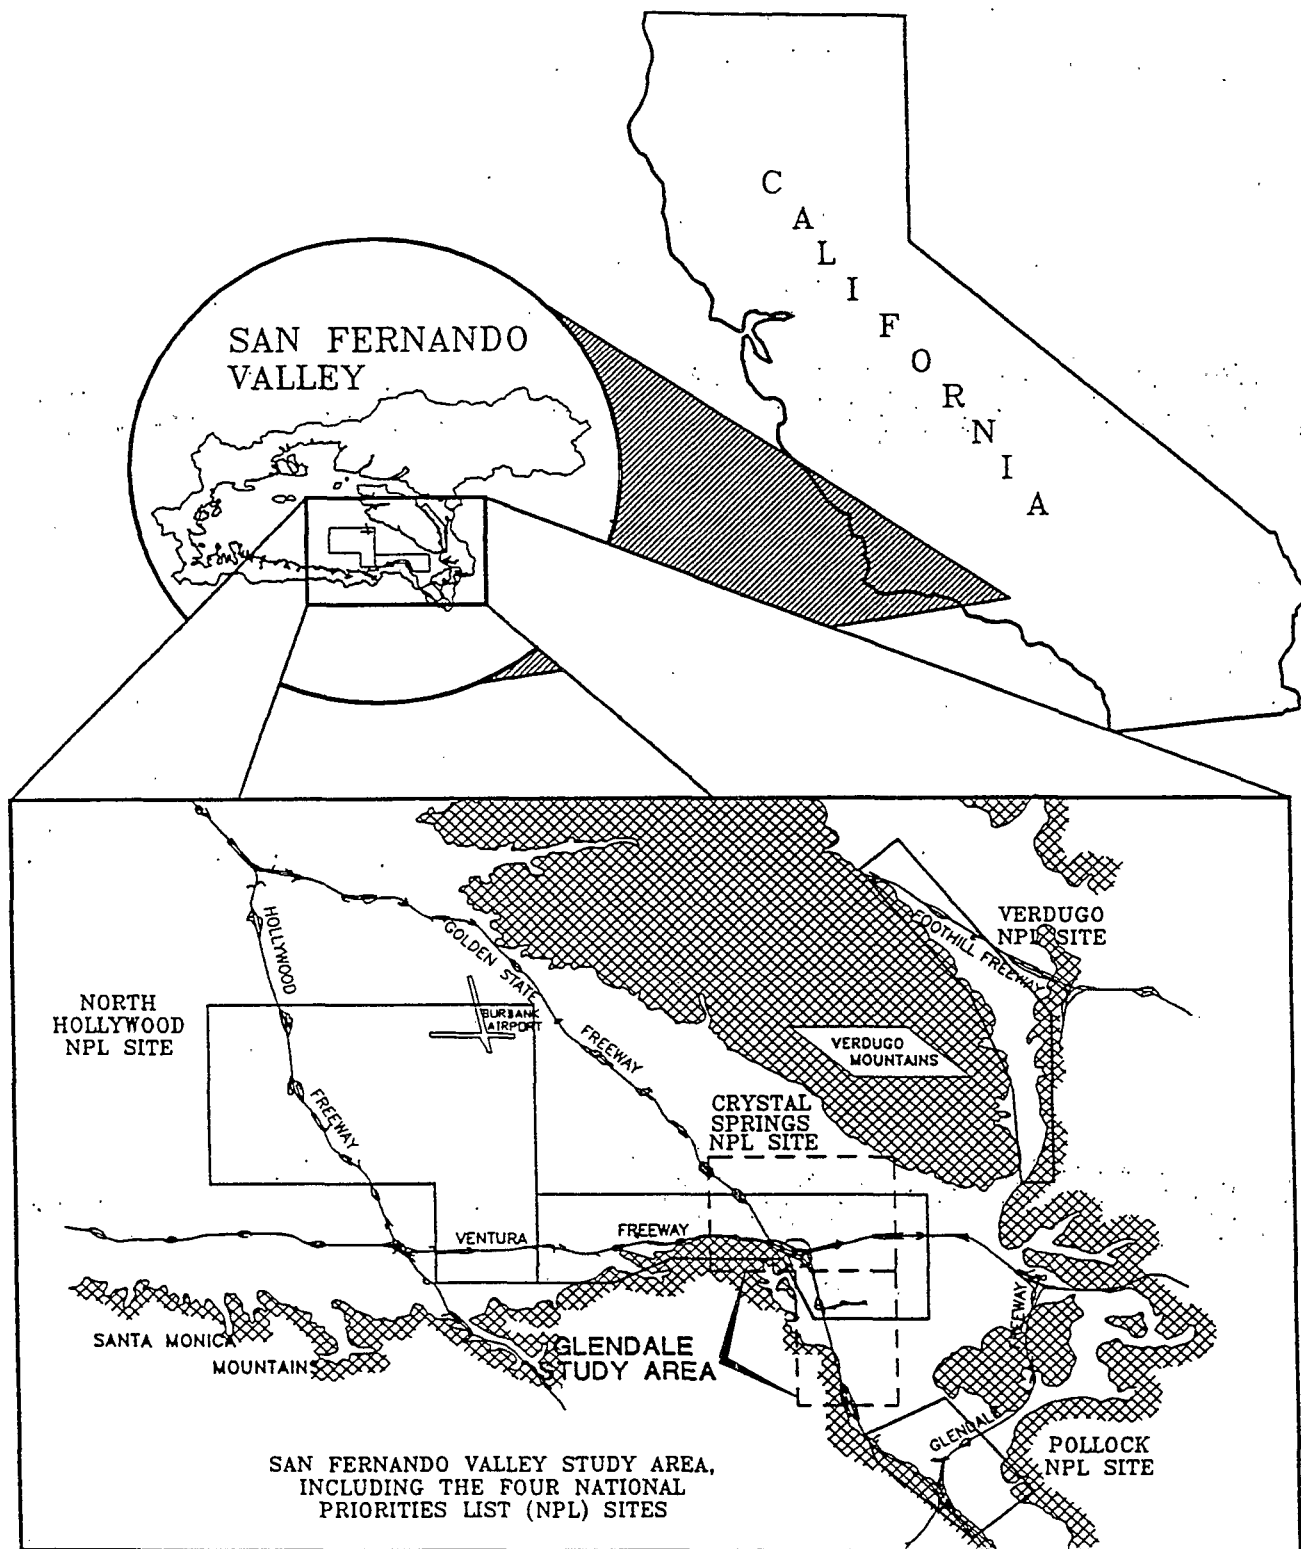 CALIFORNIA
SAN FERNANDO
VALLEY
HOLLYWOOD
FREEWAY
GOLDEN STATE
FREEWAY
FOOTHILL FREEWAY
VERDUGO
NPL SITE
NORTH
HOLLYWOOD
NPL SITE
BURBANK
AIRPORT
VERDUGO
MOUNTAINS
CRYSTAL
SPRINGS
NPL SITE
VENTURA
FREEWAY
SANTA MONICA
MOUNTAINS
GLENDALE
STUDY AREA
GLENDALE
FREEWAY
POLLOCK
NPL SITE
SAN FERNANDO VALLEY STUDY AREA,
INCLUDING THE FOUR NATIONAL
PRIORITIES LIST (NPL) SITES